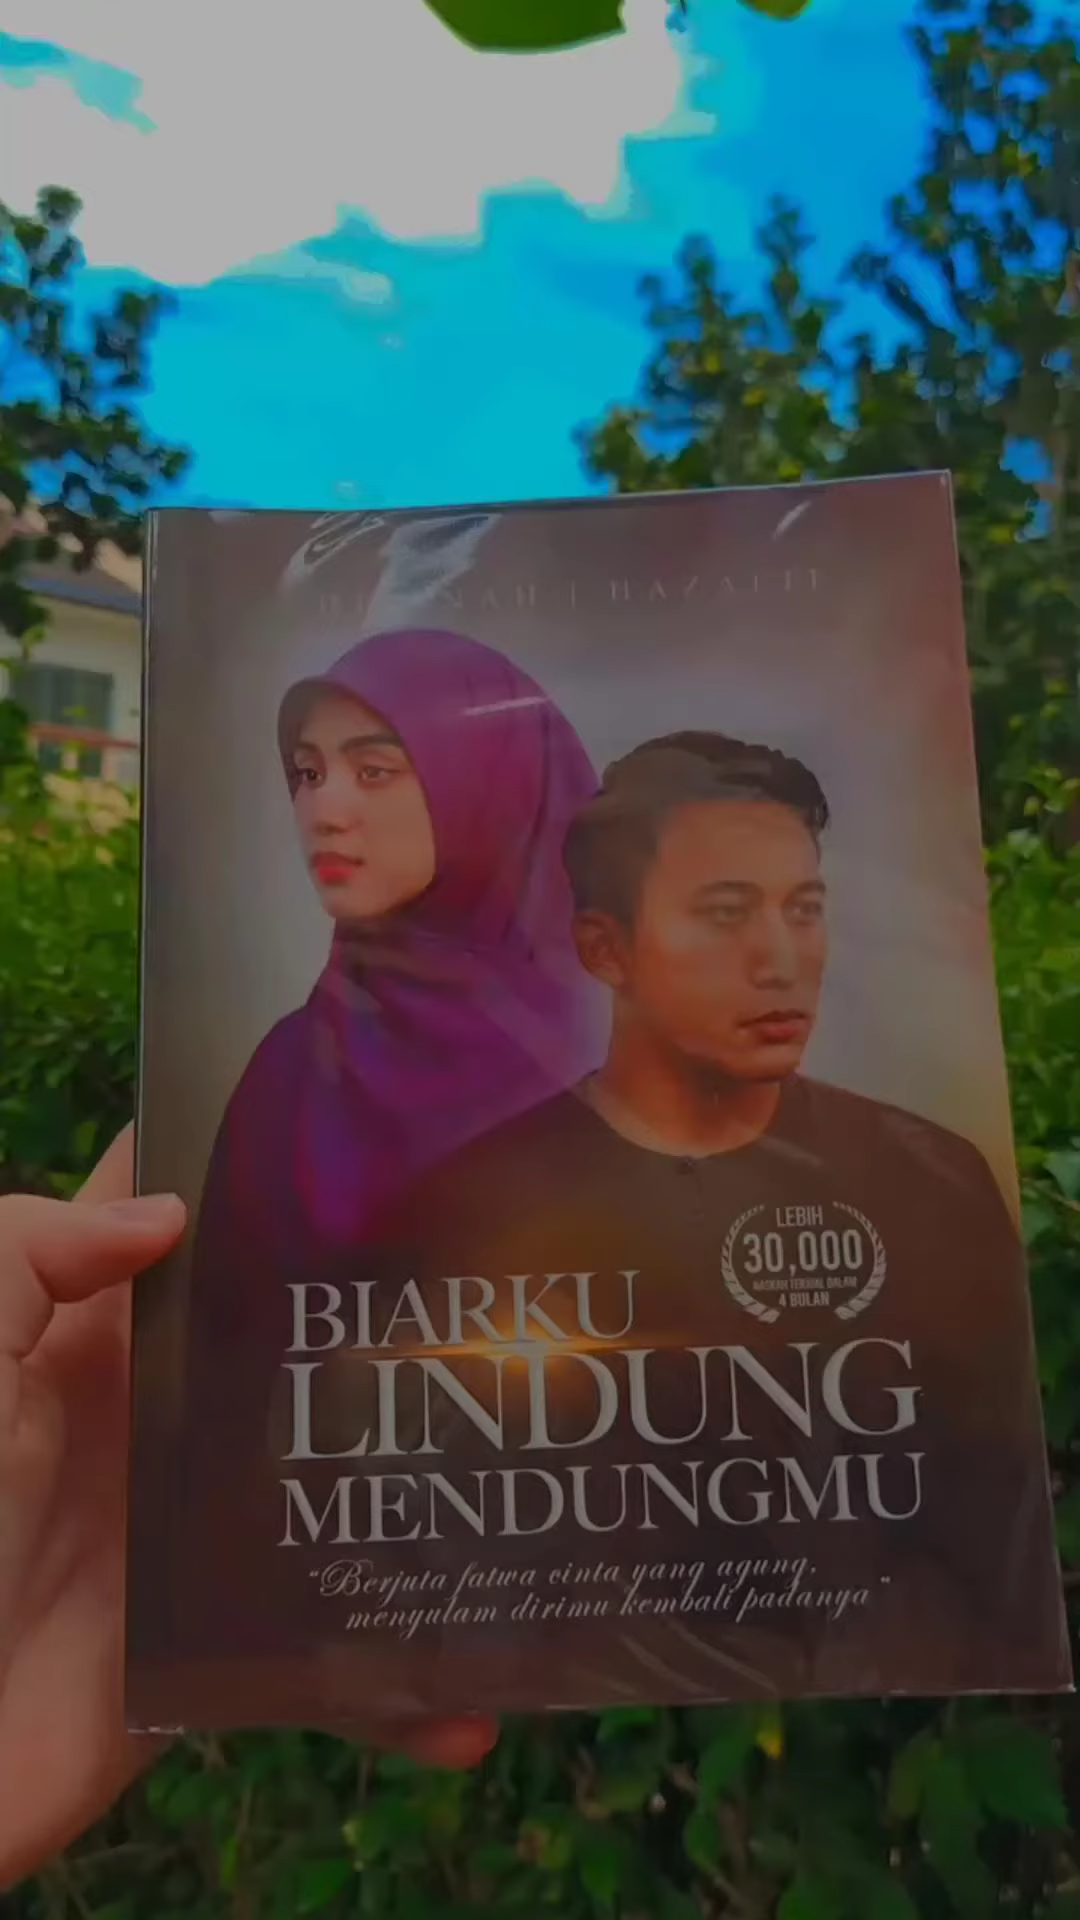 HAZALIT
LEBIH
30,000
NASKAH TERJUAL DALAM
4 BULAN
BIARKU
LINDUNG
MENDUNGMU
"Berjuta fatwa cinta yang agung,
menyulam dirimu kembali padanya"